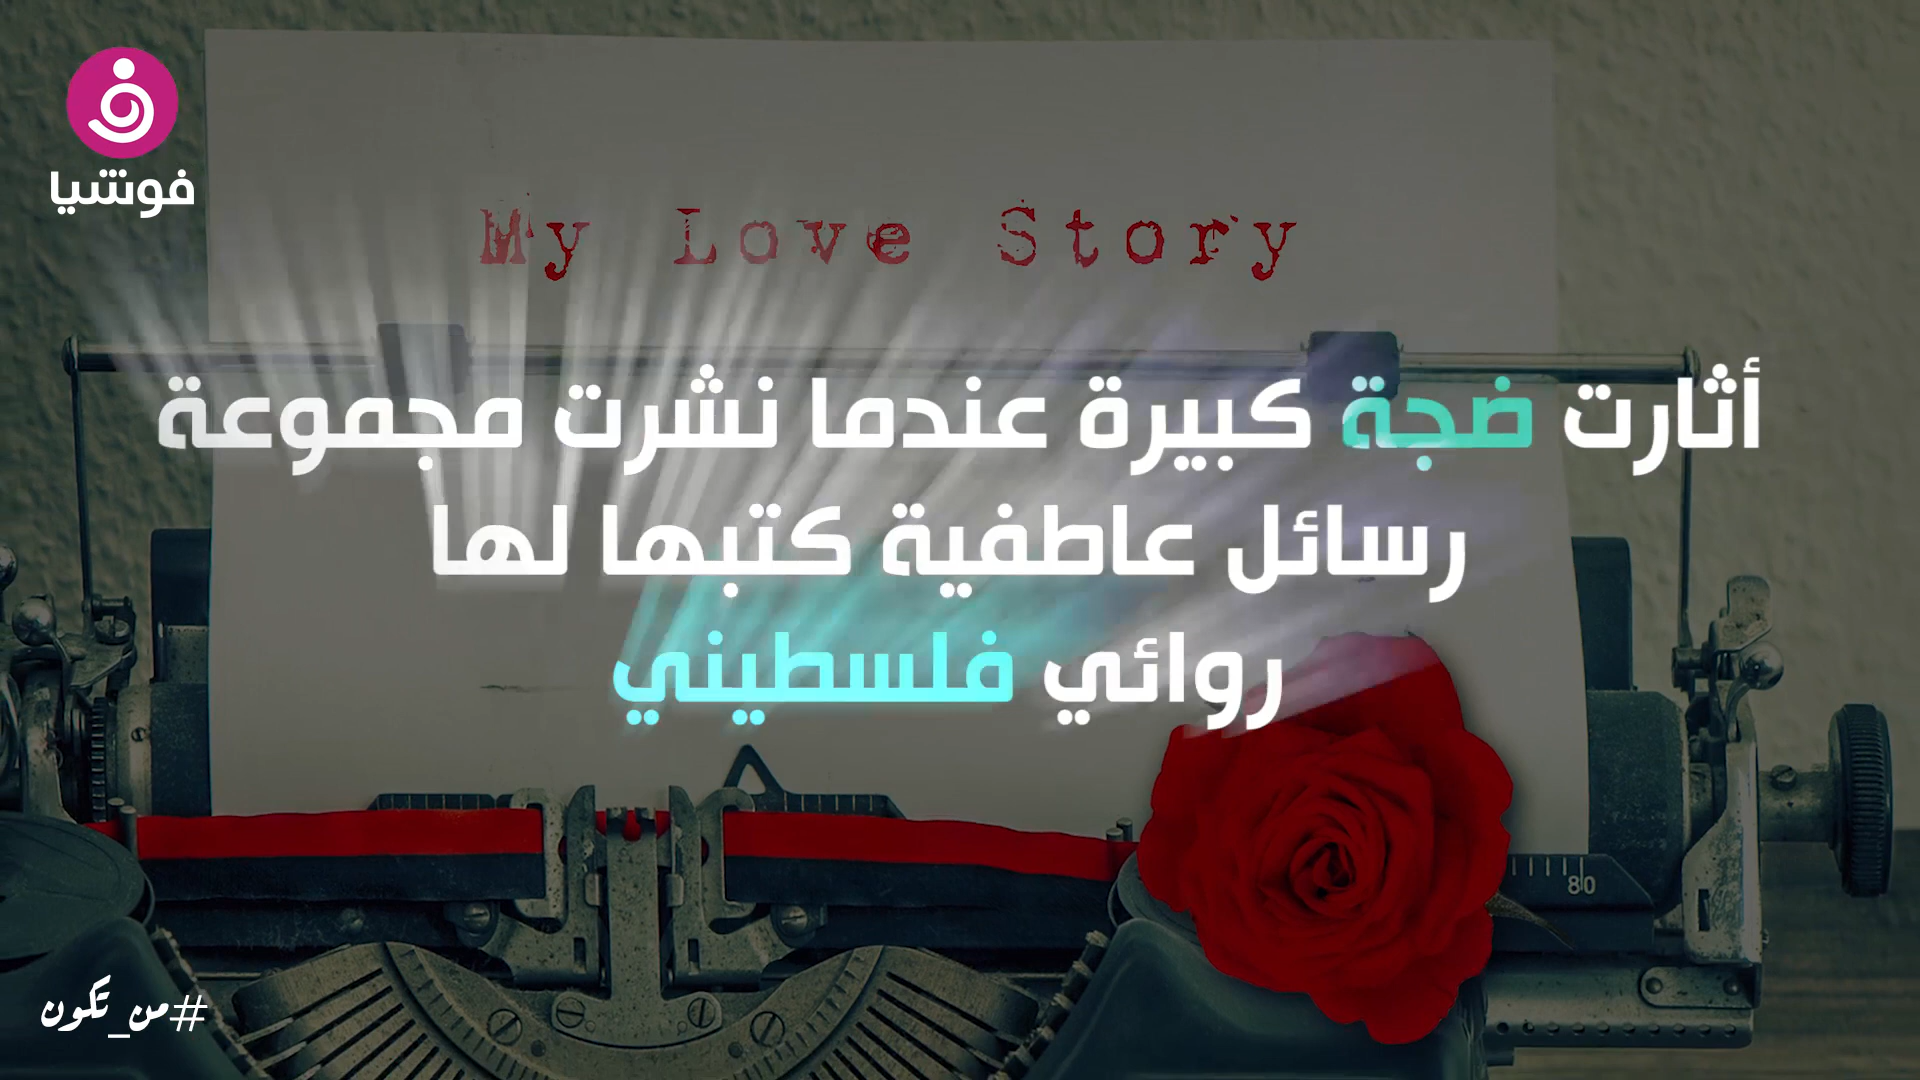 فوشيا
My Love Story
أثارت ضجة كبيرة عندما نشرت مجموعة
رسائل عاطفية كتبها لها
روائي فلسطيني
80
#من_تكون